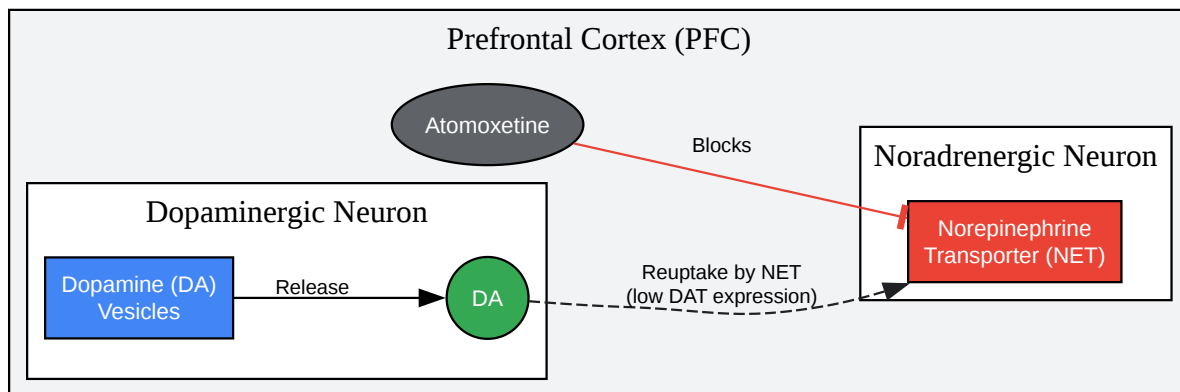 Prefrontal Cortex (PFC)
Atomoxetine
Blocks
Noradrenergic Neuron
Norepinephrine
Transporter (NET)
Dopaminergic Neuron
Dopamine (DA)
Vesicles
Release
DA
Reuptake by NET
(low DAT expression)